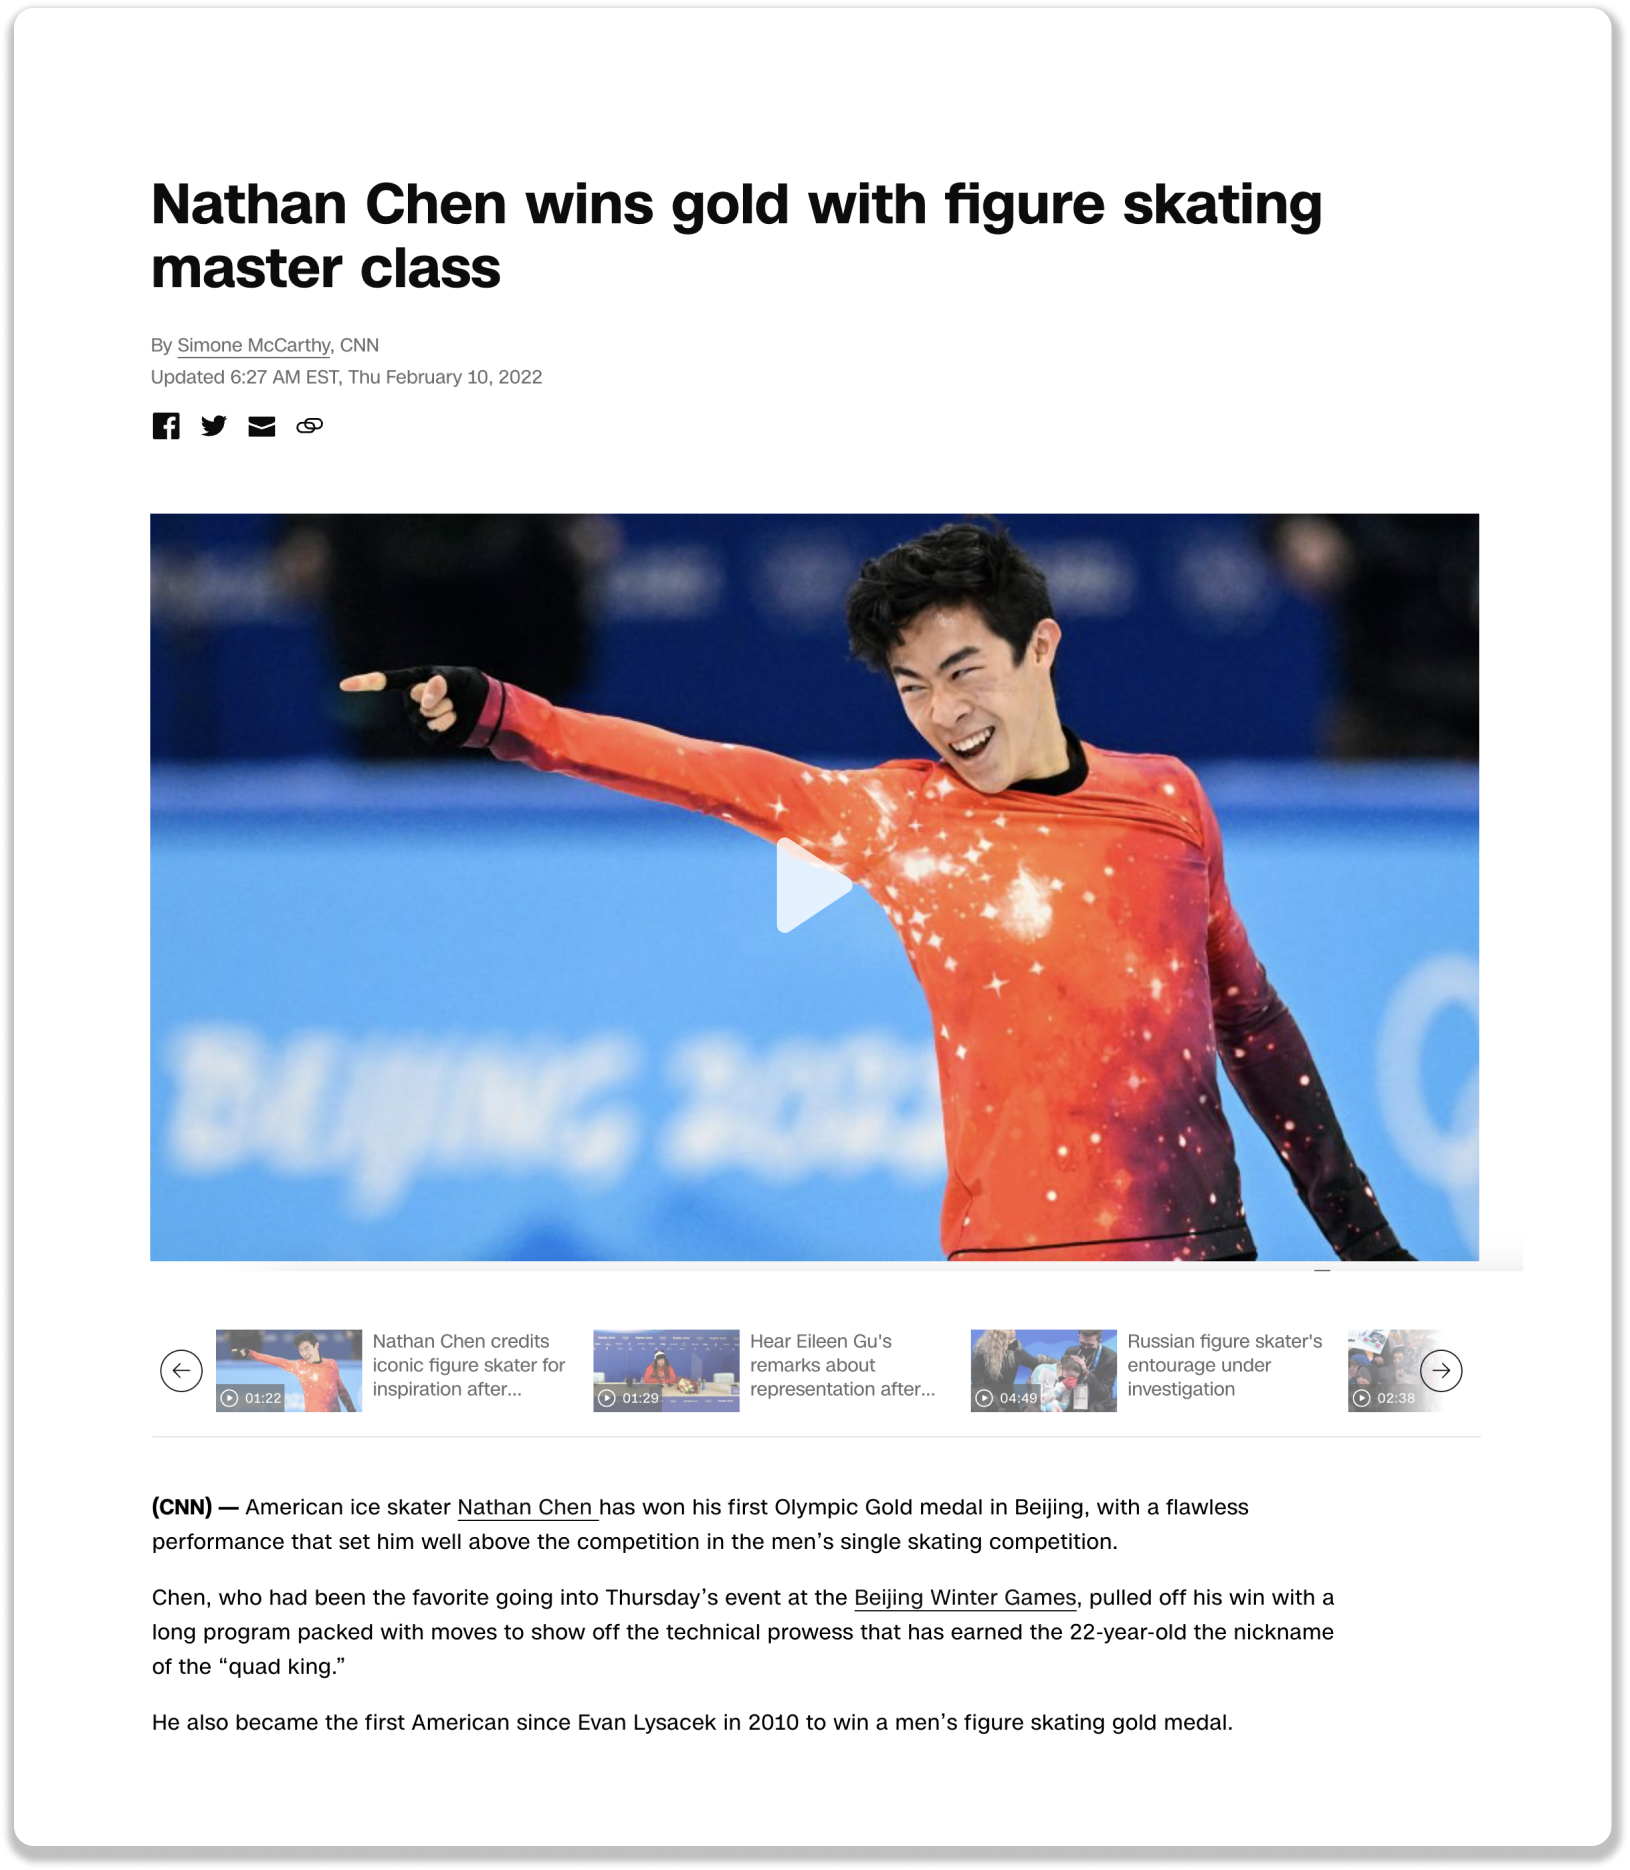 Nathan Chen wins gold with figure skating
master class
By Simone McCarthy, CNN
Updated 6:27 AM EST, Thu February 10, 2022
BEIJING 2022
01:22
Nathan Chen credits
iconic figure skater for
inspiration after...
01:29
Hear Eileen Gu's
remarks about
representation after...
04:49
Russian figure skater's
entourage under
investigation
02:38
(CNN) — American ice skater Nathan Chen has won his first Olympic Gold medal in Beijing, with a flawless
performance that set him well above the competition in the men’s single skating competition.
Chen, who had been the favorite going into Thursday’s event at the Beijing Winter Games, pulled off his win with a
long program packed with moves to show off the technical prowess that has earned the 22-year-old the nickname
of the “quad king.”
He also became the first American since Evan Lysacek in 2010 to win a men’s figure skating gold medal.